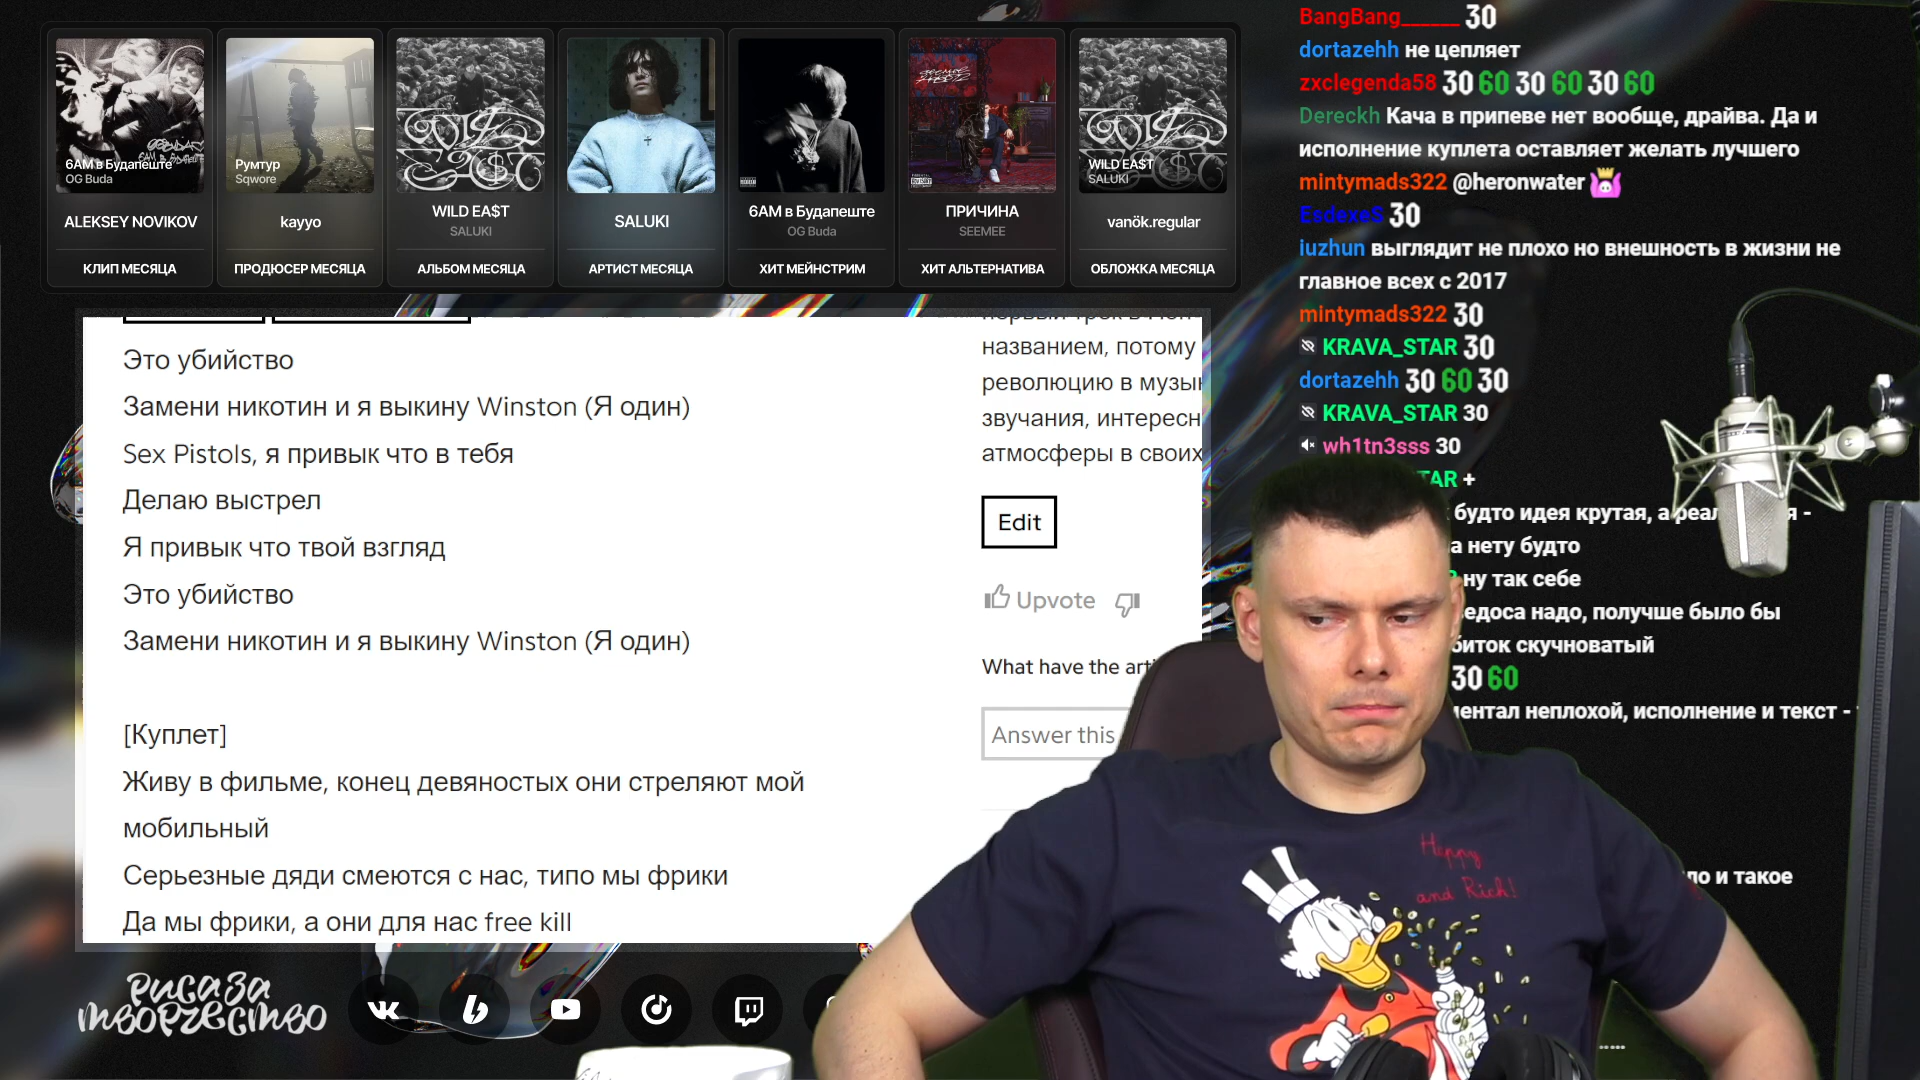 6AM в Будапеште
OG Buda
ALEKSEY NOVIKOV
КЛИП МЕСЯЦА
Румтур
Sqwore
kayyo
ПРОДЮСЕР МЕСЯЦА
WILD EA$T
SALUKI
АЛЬБОМ МЕСЯЦА
SALUKI
АРТИСТ МЕСЯЦА
6AM в Будапеште
OG Buda
ХИТ МЕЙНСТРИМ
ПРИЧИНА
SEEMEE
ХИТ АЛЬТЕРНАТИВА
WILD EA$T
SALUKI
vanök.regular
ОБЛОЖКА МЕСЯЦА
Это убийство
Замени никотин и я выкину Winston (Я один)
Sex Pistols, я привык что в тебя
Делаю выстрел
Я привык что твой взгляд
Это убийство
Замени никотин и я выкину Winston (Я один)
[Куплет]
Живу в фильме, конец девяностых они стреляют мой
мобильный
Серьезные дяди смеются с нас, типо мы фрики
Да мы фрики, а они для нас free kill
названием, потому
революцию в музы
звучания, интересн
атмосферы в своих
Edit
Upvote
What have the art
Answer this
BangBang______ 30
dortazehh не цепляет
zxclegenda58 30 60 30 60 30 60
Dereckh Кача в припеве нет вообще, драйва. Да и
исполнение куплета оставляет желать лучшего
mintymads322 @heronwater
EsdexeS 30
iuzhun выглядит не плохо но внешность в жизни не
главное всех с 2017
mintymads322 30
KRAVA_STAR 30
dortazehh 30 60 30
KRAVA_STAR 30
wh1tn3sss 30
TAR +
будто идея крутая, а реал я -
а нету будто
ну так себе
едоса надо, получше было бы
биток скучноватый
30 60
ментал неплохой, исполнение и текст -
ло и такое
Happy
and Rich!
риса за
творчество